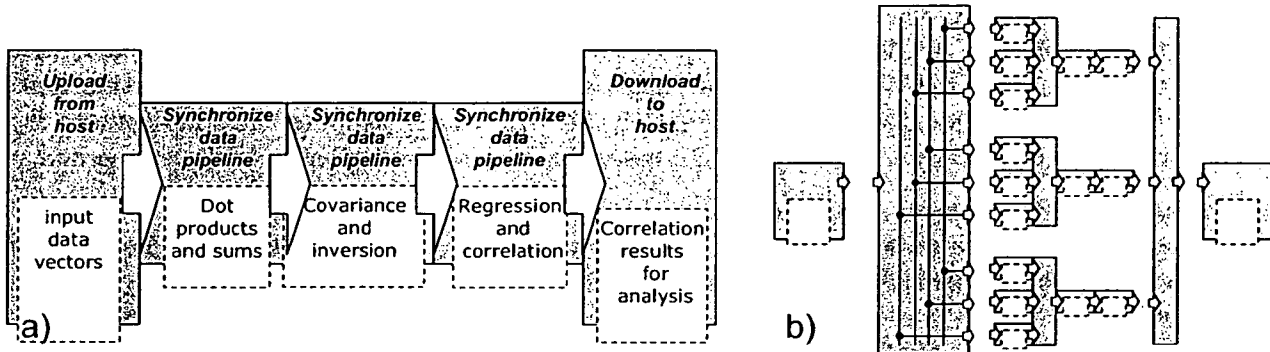 Upload
from
host
input
data
vectors
Synchronize
data
pipeline
Dot
products
and sums
Synchronize
data
pipeline
Covariance
and
inversion
Synchronize
data
pipeline
Regression
and
correlation
Download
to
host
Correlation
results
for
analysis
a)
b)